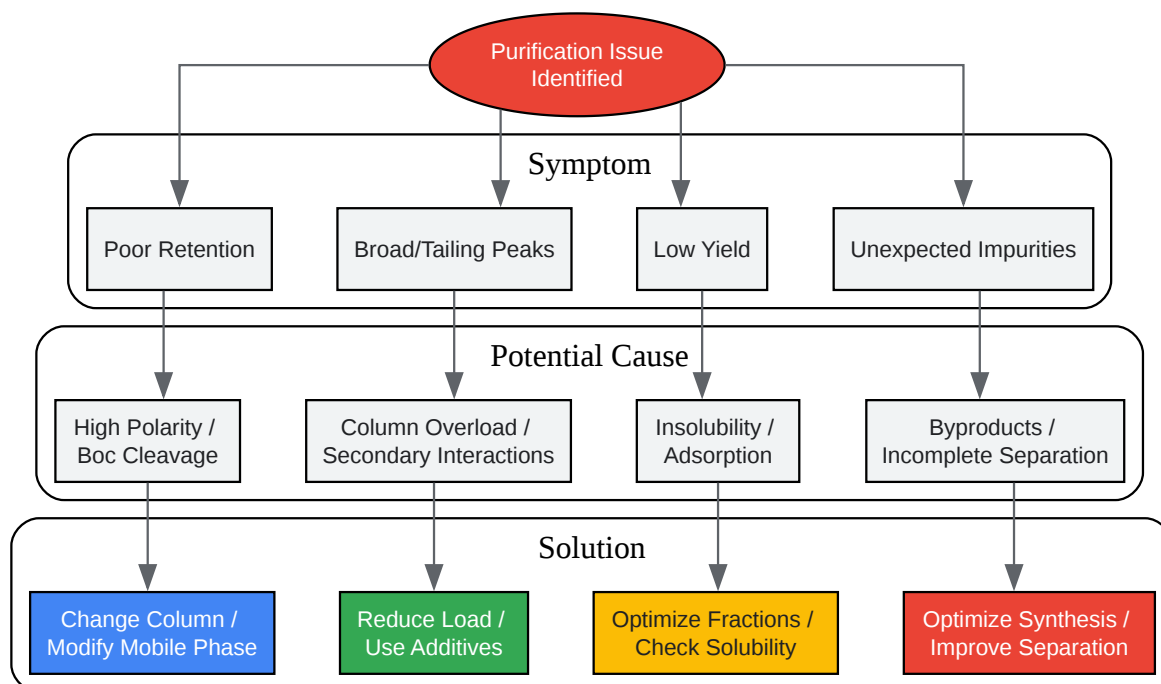 Purification Issue
Identified
Symptom
Poor Retention
Broad/Tailing Peaks
Low Yield
Unexpected Impurities
Potential Cause
High Polarity /
Boc Cleavage
Column Overload /
Secondary Interactions
Insolubility /
Adsorption
Byproducts /
Incomplete Separation
Solution
Change Column /
Modify Mobile Phase
Reduce Load /
Use Additives
Optimize Fractions /
Check Solubility
Optimize Synthesis /
Improve Separation